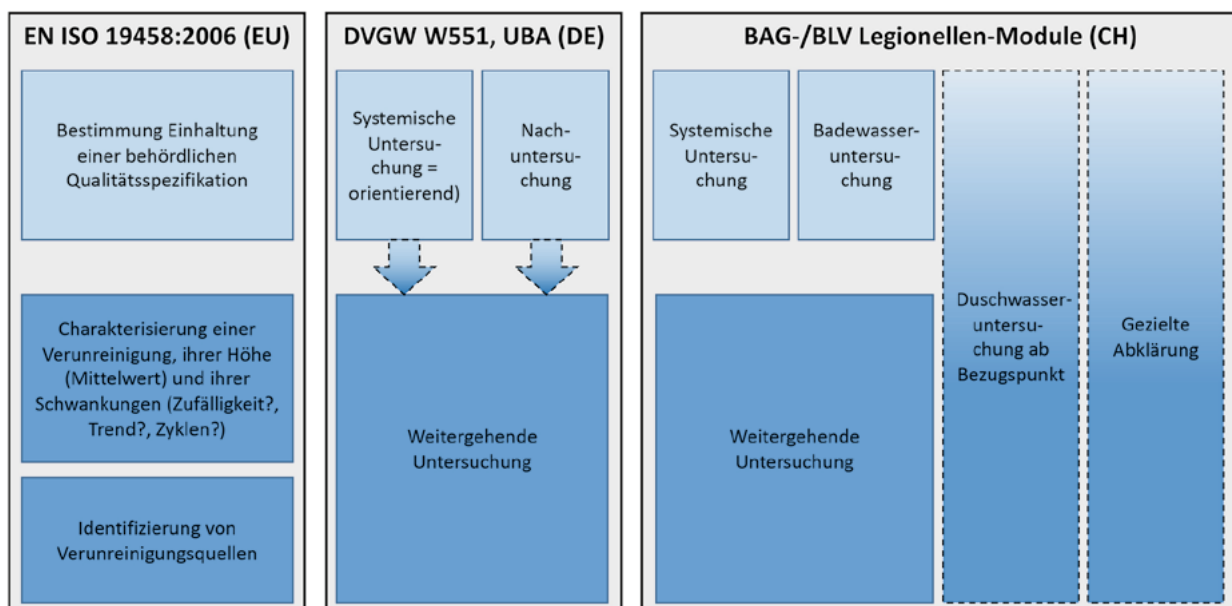 EN ISO 19458:2006 (EU)
Bestimmung Einhaltung
einer behördlichen
Qualitätsspezifikation
Charakterisierung einer
Verunreinigung, ihrer Höhe
(Mittelwert) und ihrer
Schwankungen (Zufälligkeit?,
Trend?, Zyklen?)
Identifizierung von
Verunreinigungsquellen
DVGW W551, UBA (DE)
Systemische
Untersu-
chung =
orientierend)
Nach-
untersu-
chung
Weitergehende
Untersuchung
BAG-/BLV Legionellen-Module (CH)
Systemische
Untersu-
chung
Badewasser-
untersu-
chung
Weitergehende
Untersuchung
Duschwasser-
untersu-
chung ab
Bezugspunkt
Gezielte
Abklärung